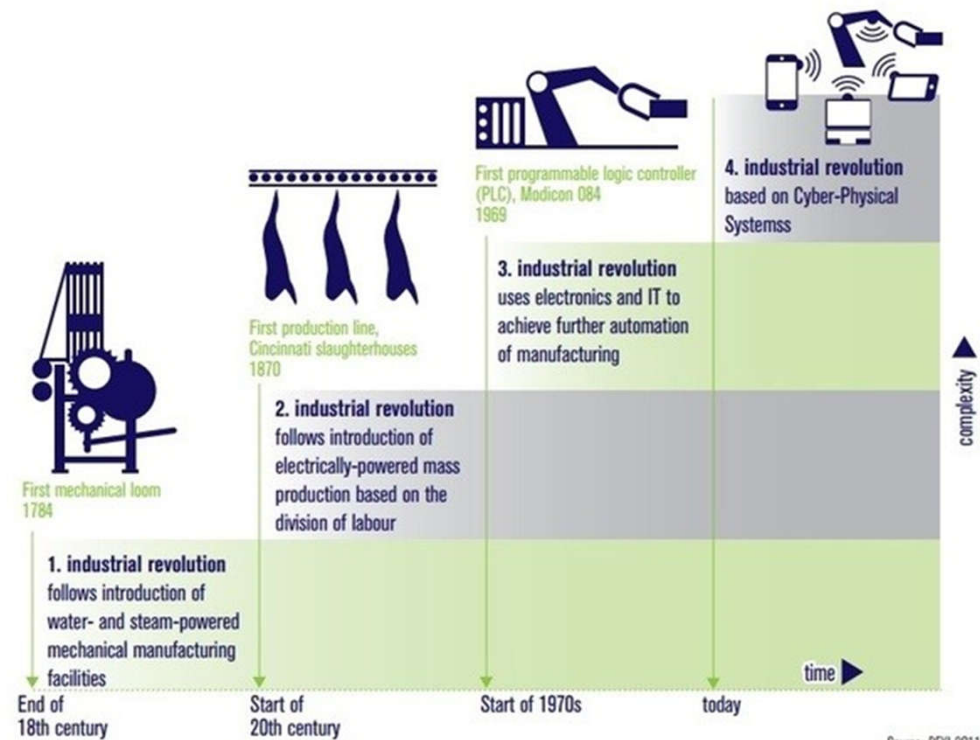 First mechanical loom
1784
1. industrial revolution
follows introduction of
water- and steam-powered
mechanical manufacturing
facilities
End of
18th century
First production line,
Cincinnati slaughterhouses
1870
2. industrial revolution
follows introduction of
electrically-powered mass
production based on the
division of labour
Start of
20th century
First programmable logic controller
(PLC), Modicon 084
1969
3. industrial revolution
uses electronics and IT to
achieve further automation
of manufacturing
Start of 1970s
4. industrial revolution
based on Cyber-Physical
Systemss
today
time
complexity